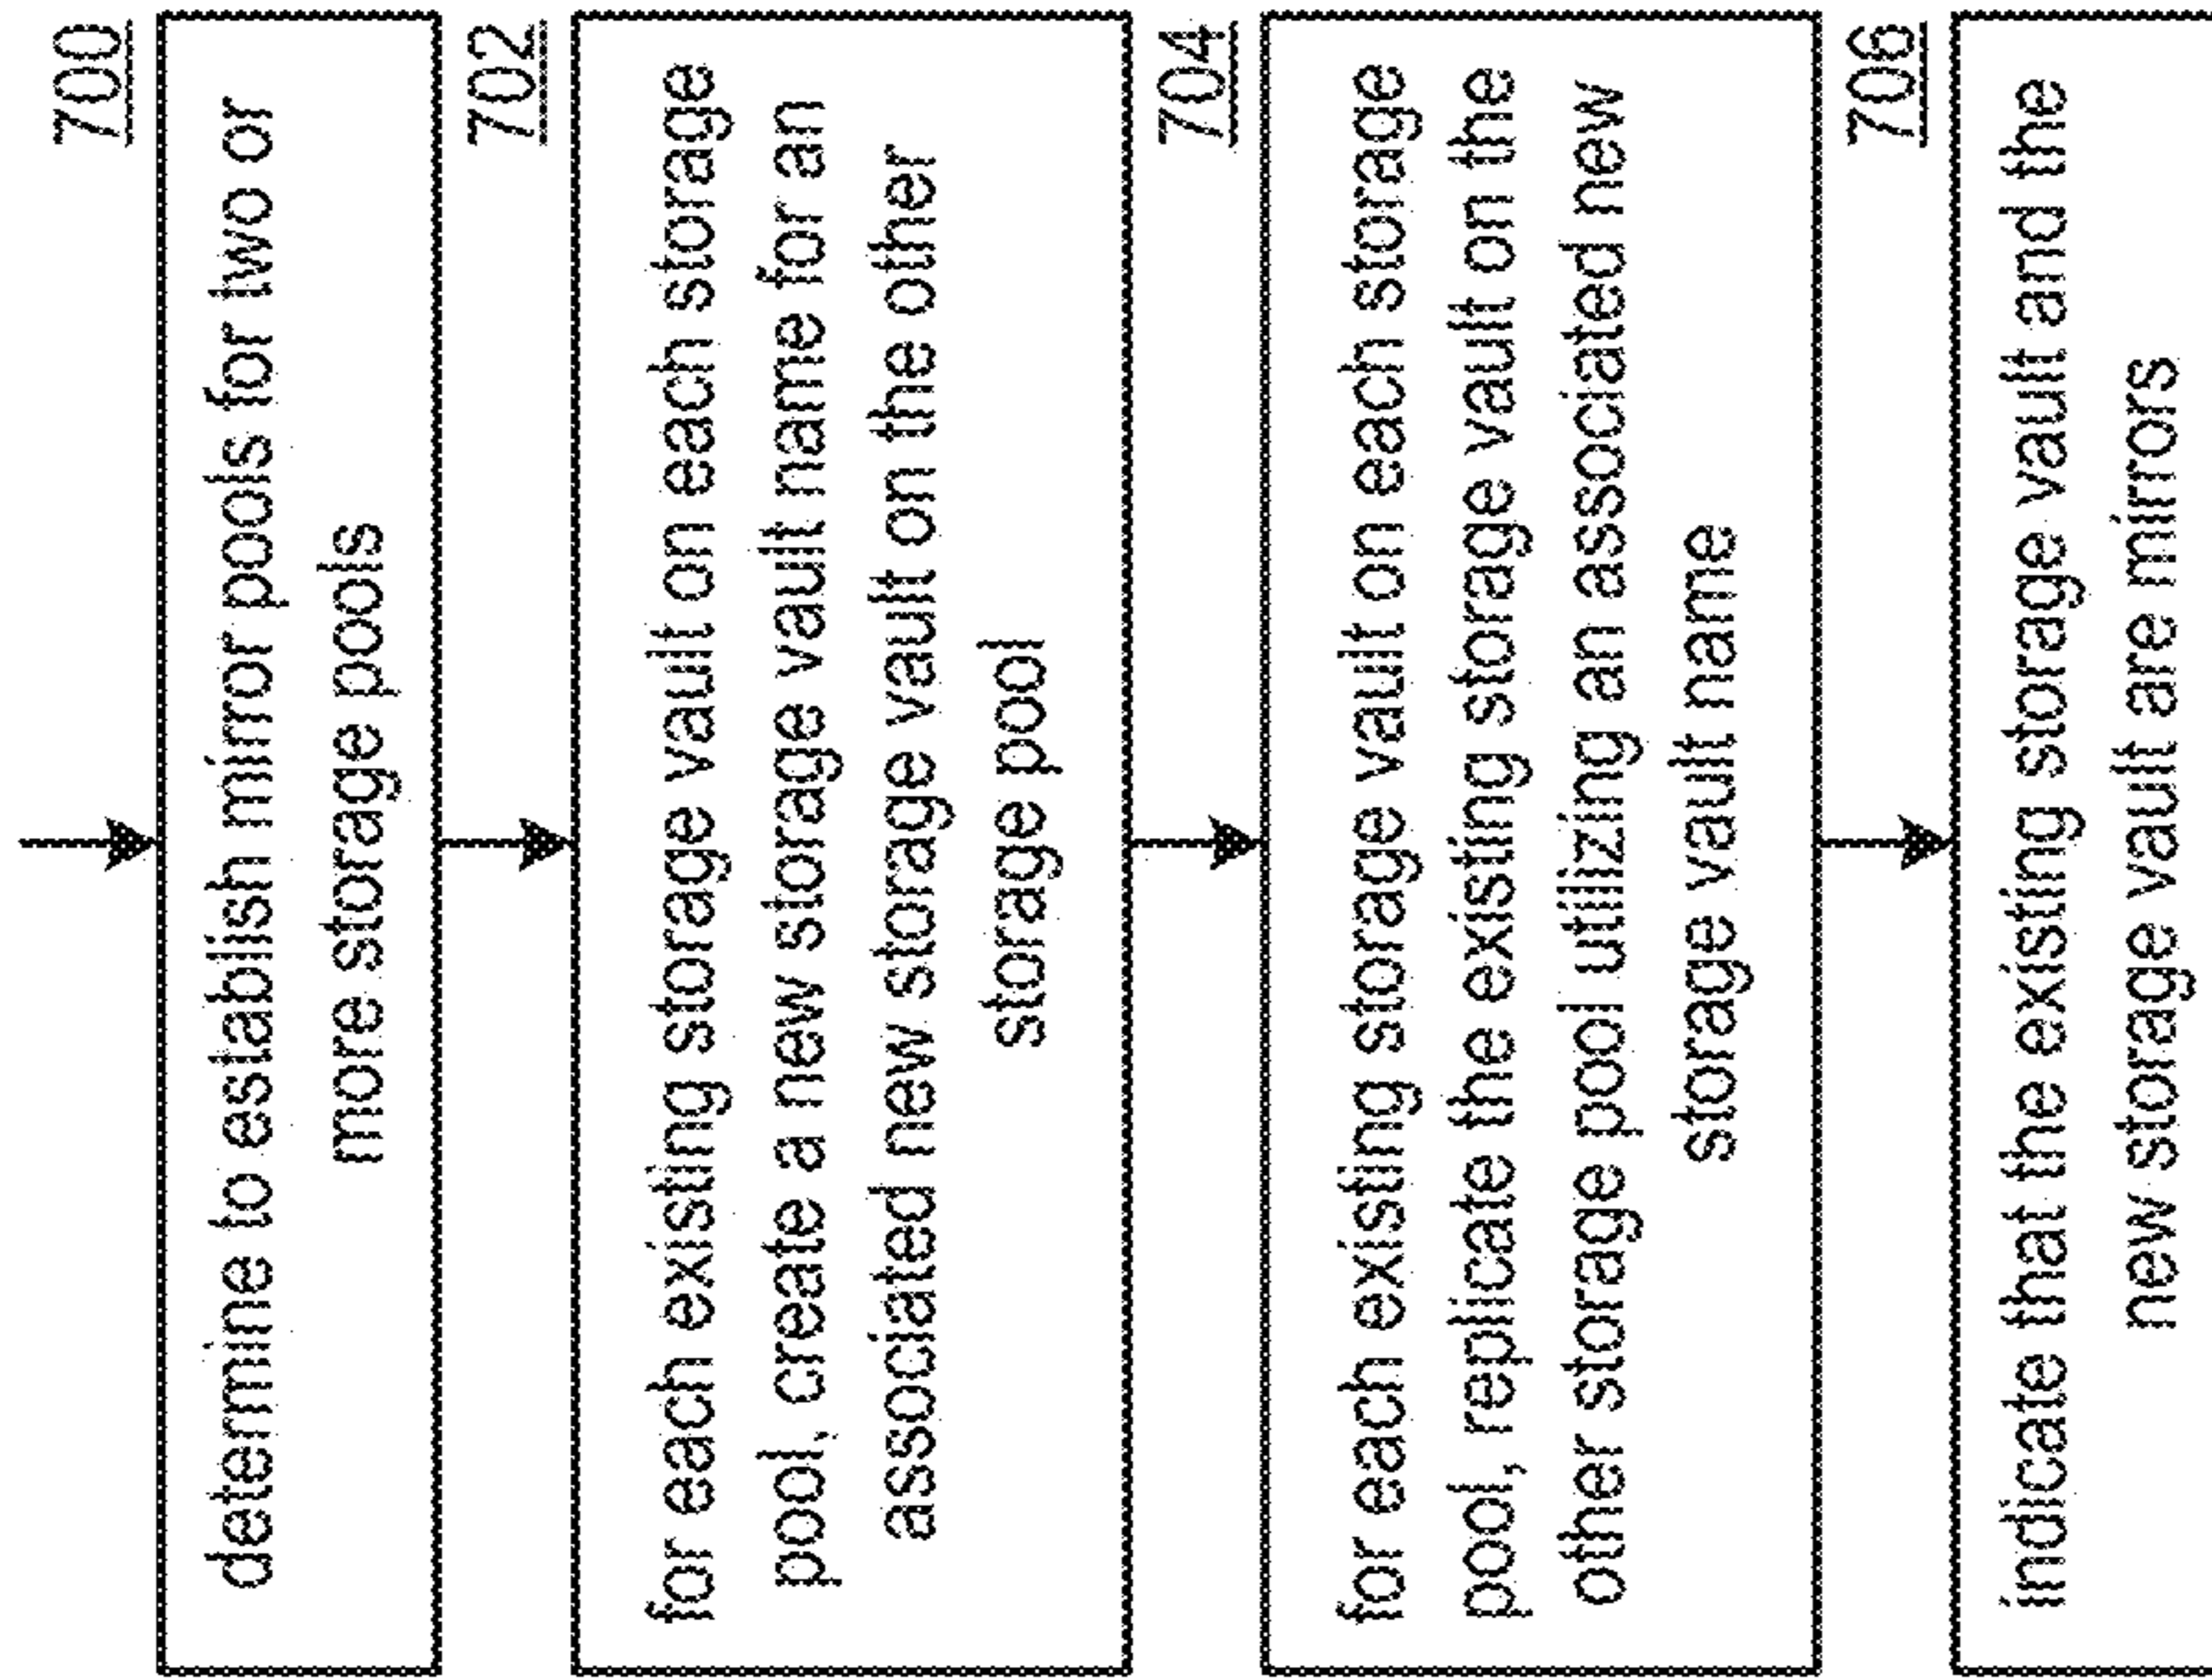 700
determine to establish mirror pools for two or
more storage pools
702
for each existing storage vault on each storage
pool, create a new storage vault name for an
associated new storage vault on the other
storage pool
704
for each existing storage vault on each storage
pool, replicate the existing storage vault on the
other storage pool utilizing an associated new
storage vault name
706
indicate that the existing storage vault and the
new storage vault are mirrors